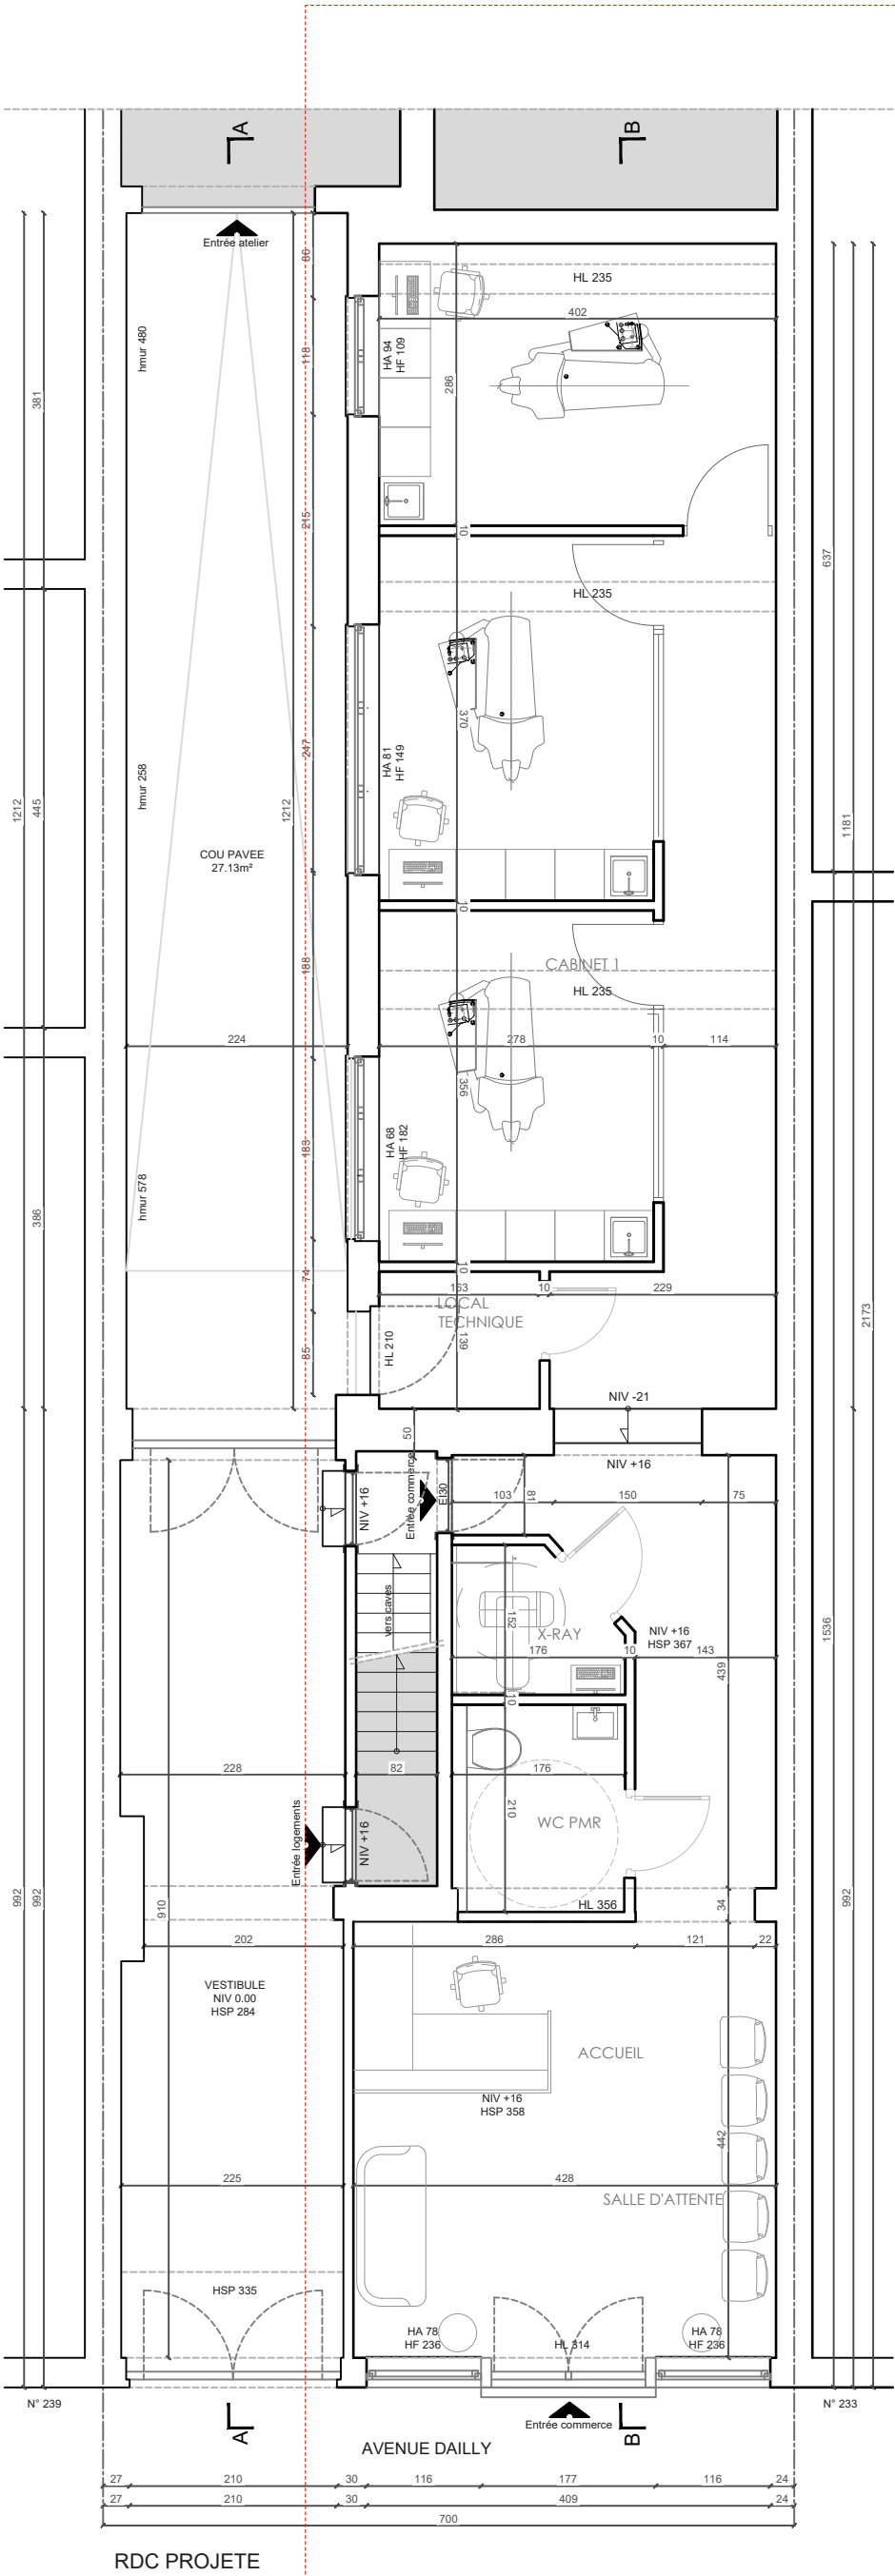 A
B
Entrée atelier
HL 235
86
402
hmur 480
HA 94
HF 109
118
286
381
215
10
637
HL 235
370
247
HA 81
HF 149
hmur 258
1212
445
1212
1181
COU PAVEE
27.13m²
10
188
CABINET 1
HL 235
224
278
10
114
356
HA 68
HF 182
183
hmur 578
386
10
74
163
10
229
LOCAL
TECHNIQUE
139
HL 210
85
2173
NIV -21
50
NIV +16
Entrée commerce
EI30
NIV +16
103
81
150
75
vers caves
152
X-RAY
NIV +16
HSP 367
176
10
143
439
1536
10
228
82
176
210
WC PMR
Entrée logements
NIV +16
HL 356
34
992
992
910
992
202
286
121
22
VESTIBULE
NIV 0.00
HSP 284
ACCUEIL
NIV +16
HSP 358
442
225
428
SALLE D'ATTENTE
HSP 335
HA 78
HF 236
HL 314
HA 78
HF 236
N° 239
N° 233
A
Entrée commerce
B
AVENUE DAILLY
27
210
30
116
177
116
24
27
210
30
409
24
700
RDC PROJETE